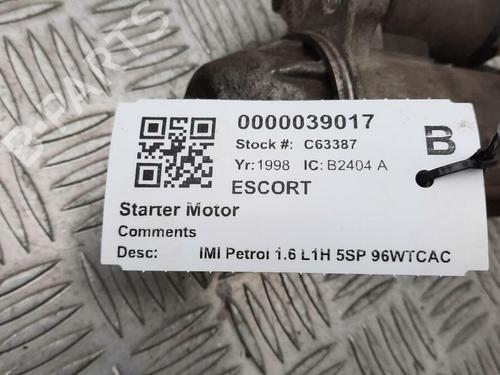 B-PARTS
0000039017
B
Stock #: C63387
Yr: 1998 IC: B2404 A
ESCORT
Starter Motor
Comments
Desc: IMI Petrol 1.6 L1H 5SP 96WTCAC